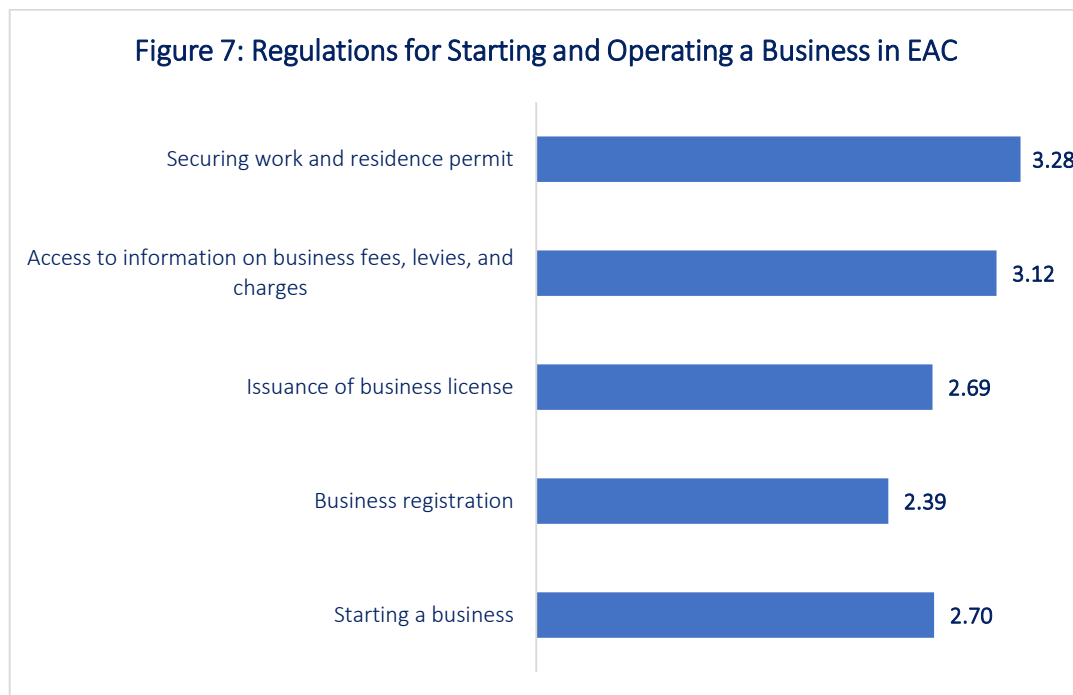 Figure 7: Regulations for Starting and Operating a Business in EAC
Securing work and residence permit
3.28
Access to information on business fees, levies, and
charges
3.12
Issuance of business license
2.69
Business registration
2.39
Starting a business
2.70